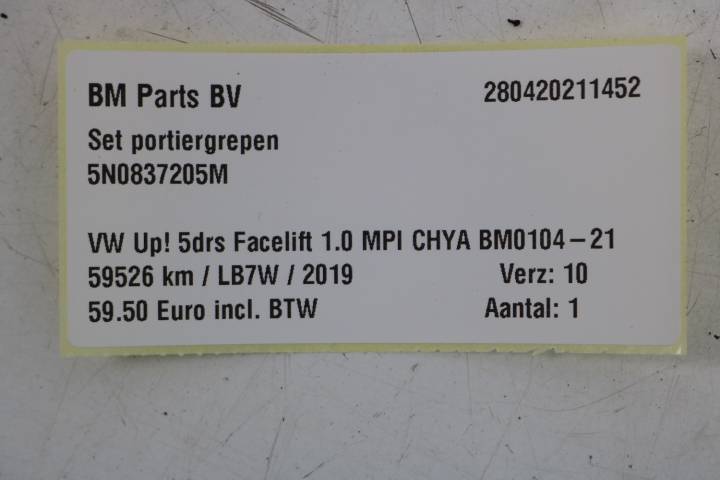 BM Parts BV 280420211452
Set portiergrepen
5N0837205M
VW Up! 5drs Facelift 1.0 MPI CHYA BM0104-21
59526 km / LB7W / 2019 Verz: 10
59.50 Euro incl. BTW Aantal: 1